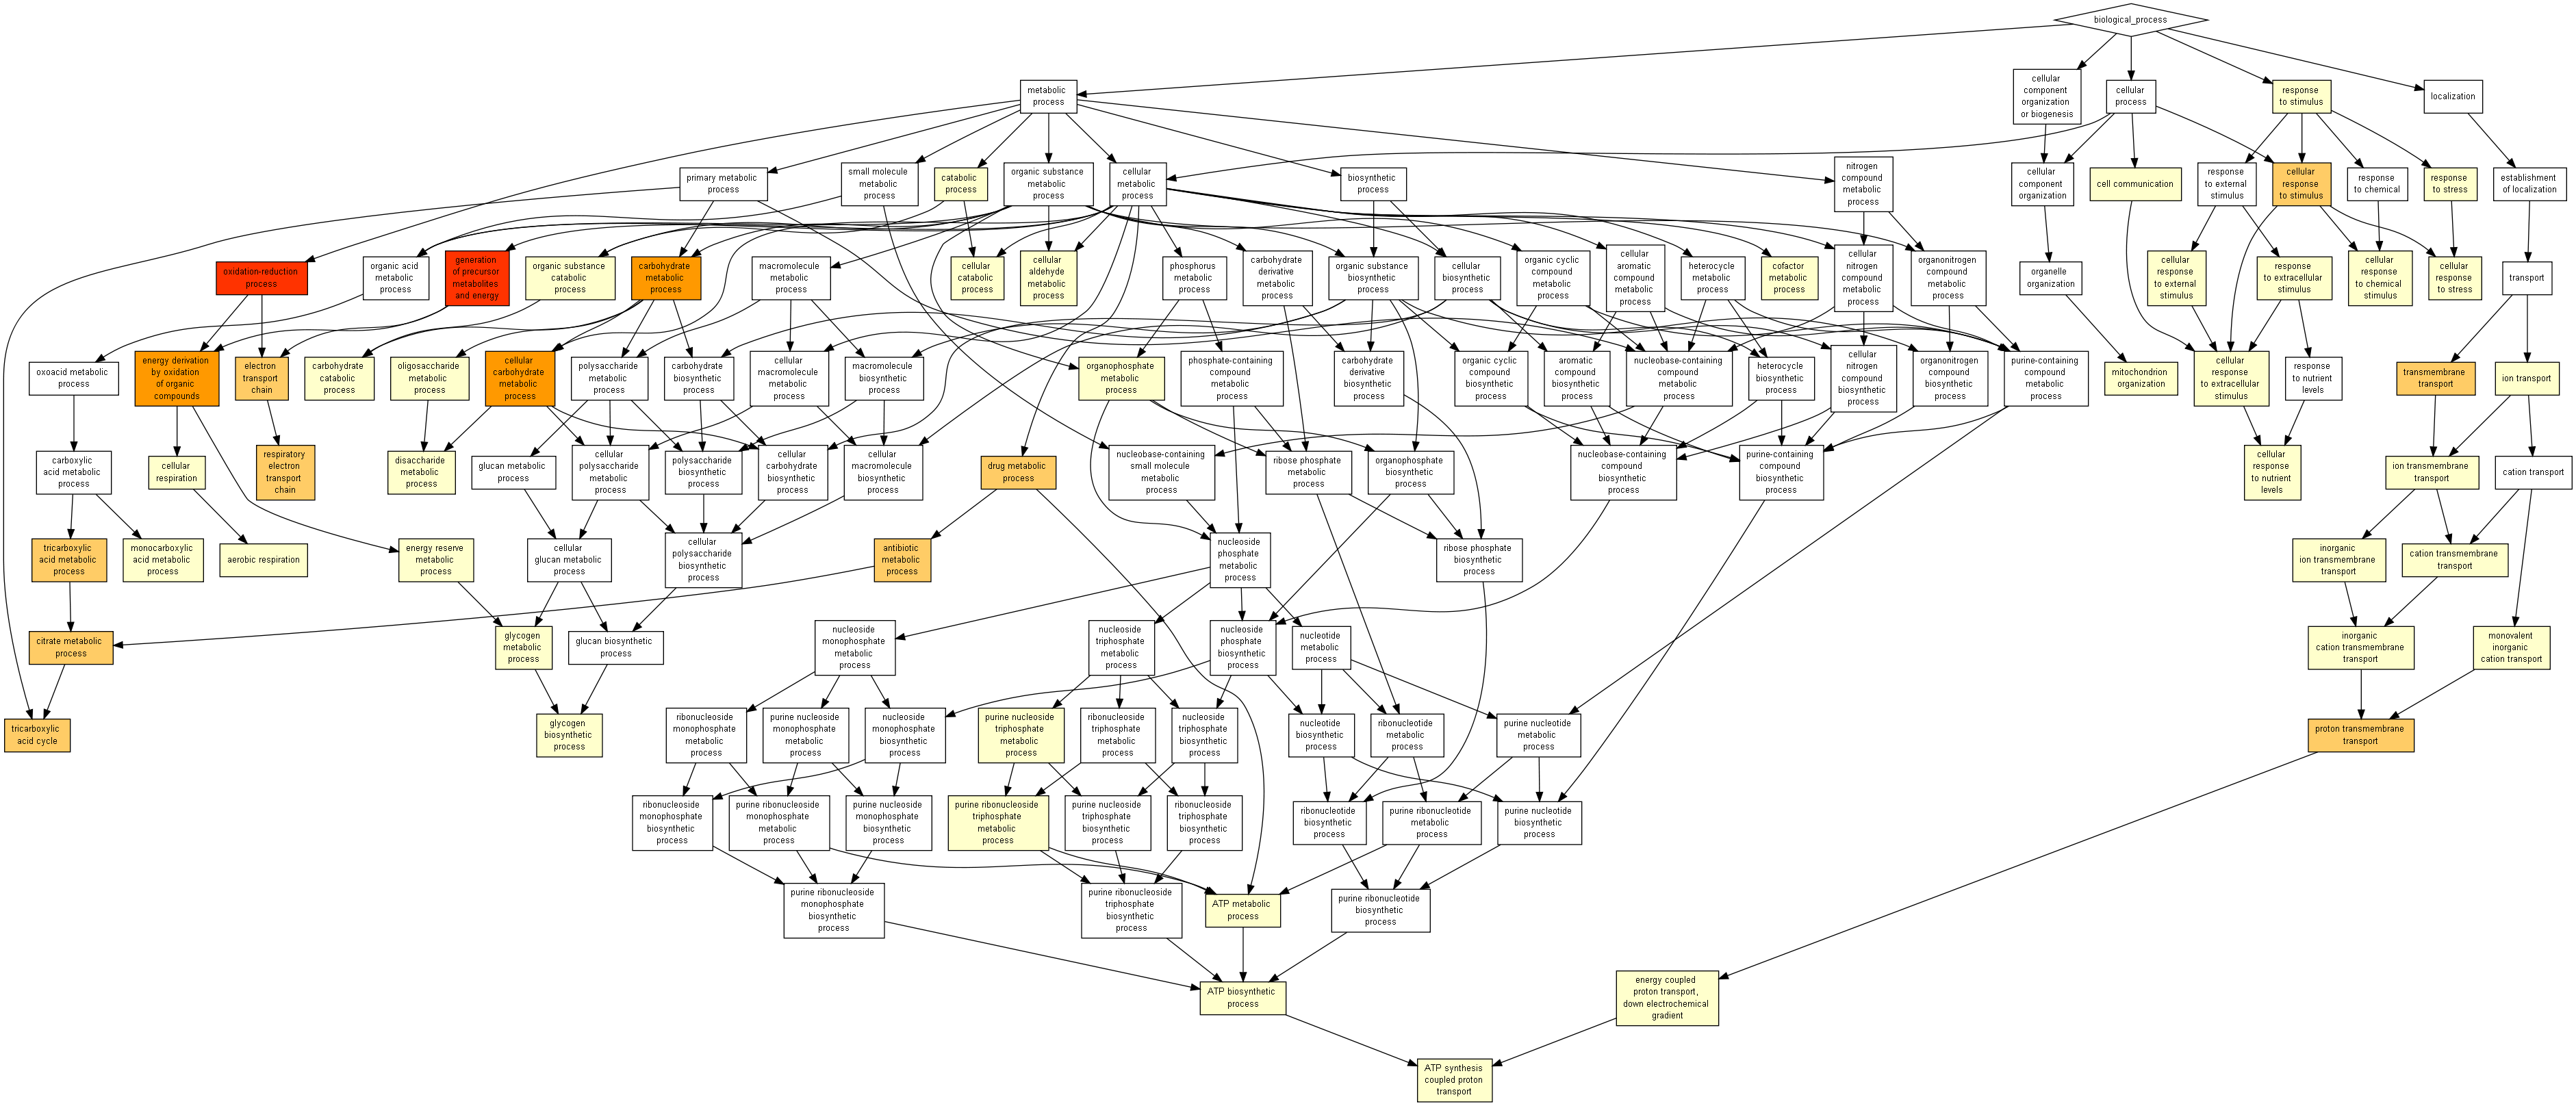 biological_process
metabolic
process
cellular
component
organization
or biogenesis
cellular
process
response
to stimulus
localization
primary metabolic
process
small molecule
metabolic
process
catabolic
process
organic substance
metabolic
process
cellular
metabolic
process
biosynthetic
process
nitrogen
compound
metabolic
process
cellular
component
organization
cell communication
response
to external
stimulus
cellular
response
to stimulus
response
to chemical
response
to stress
establishment
of localization
oxidation-reduction
process
organic acid
metabolic
process
generation
of precursor
metabolites
and energy
organic substance
catabolic
process
carbohydrate
metabolic
process
macromolecule
metabolic
process
cellular
catabolic
process
cellular
aldehyde
metabolic
process
phosphorus
metabolic
process
carbohydrate
derivative
metabolic
process
organic substance
biosynthetic
process
cellular
biosynthetic
process
organic cyclic
compound
metabolic
process
cellular
aromatic
compound
metabolic
process
heterocycle
metabolic
process
cofactor
metabolic
process
cellular
nitrogen
compound
metabolic
process
organonitrogen
compound
metabolic
process
organelle
organization
cellular
response
to external
stimulus
response
to extracellular
stimulus
cellular
response
to chemical
stimulus
cellular
response
to stress
transport
oxoacid metabolic
process
energy derivation
by oxidation
of organic
compounds
electron
transport
chain
carbohydrate
catabolic
process
oligosaccharide
metabolic
process
cellular
carbohydrate
metabolic
process
polysaccharide
metabolic
process
carbohydrate
biosynthetic
process
cellular
macromolecule
metabolic
process
macromolecule
biosynthetic
process
organophosphate
metabolic
process
phosphate-containing
compound
metabolic
process
carbohydrate
derivative
biosynthetic
process
organic cyclic
compound
biosynthetic
process
aromatic
compound
biosynthetic
process
nucleobase-containing
compound
metabolic
process
heterocycle
biosynthetic
process
cellular
nitrogen
compound
biosynthetic
process
organonitrogen
compound
biosynthetic
process
purine-containing
compound
metabolic
process
mitochondrion
organization
cellular
response
to extracellular
stimulus
response
to nutrient
levels
transmembrane
transport
ion transport
carboxylic
acid metabolic
process
cellular
respiration
respiratory
electron
transport
chain
disaccharide
metabolic
process
glucan metabolic
process
cellular
polysaccharide
metabolic
process
polysaccharide
biosynthetic
process
cellular
carbohydrate
biosynthetic
process
cellular
macromolecule
biosynthetic
process
drug metabolic
process
nucleobase-containing
small molecule
metabolic
process
ribose phosphate
metabolic
process
organophosphate
biosynthetic
process
nucleobase-containing
compound
biosynthetic
process
purine-containing
compound
biosynthetic
process
cellular
response
to nutrient
levels
ion transmembrane
transport
cation transport
tricarboxylic
acid metabolic
process
monocarboxylic
acid metabolic
process
aerobic respiration
energy reserve
metabolic
process
cellular
glucan metabolic
process
cellular
polysaccharide
biosynthetic
process
antibiotic
metabolic
process
nucleoside
phosphate
metabolic
process
ribose phosphate
biosynthetic
process
inorganic
ion transmembrane
transport
cation transmembrane
transport
citrate metabolic
process
glycogen
metabolic
process
glucan biosynthetic
process
nucleoside
monophosphate
metabolic
process
nucleoside
triphosphate
metabolic
process
nucleoside
phosphate
biosynthetic
process
nucleotide
metabolic
process
inorganic
cation transmembrane
transport
monovalent
inorganic
cation transport
tricarboxylic
acid cycle
glycogen
biosynthetic
process
ribonucleoside
monophosphate
metabolic
process
purine nucleoside
monophosphate
metabolic
process
nucleoside
monophosphate
biosynthetic
process
purine nucleoside
triphosphate
metabolic
process
ribonucleoside
triphosphate
metabolic
process
nucleoside
triphosphate
biosynthetic
process
nucleotide
biosynthetic
process
ribonucleotide
metabolic
process
purine nucleotide
metabolic
process
proton transmembrane
transport
ribonucleoside
monophosphate
biosynthetic
process
purine ribonucleoside
monophosphate
metabolic
process
purine nucleoside
monophosphate
biosynthetic
process
purine ribonucleoside
triphosphate
metabolic
process
purine nucleoside
triphosphate
biosynthetic
process
ribonucleoside
triphosphate
biosynthetic
process
ribonucleotide
biosynthetic
process
purine ribonucleotide
metabolic
process
purine nucleotide
biosynthetic
process
purine ribonucleoside
monophosphate
biosynthetic
process
purine ribonucleoside
triphosphate
biosynthetic
process
ATP metabolic
process
purine ribonucleotide
biosynthetic
process
ATP biosynthetic
process
energy coupled
proton transport,
down electrochemical
gradient
ATP synthesis
coupled proton
transport